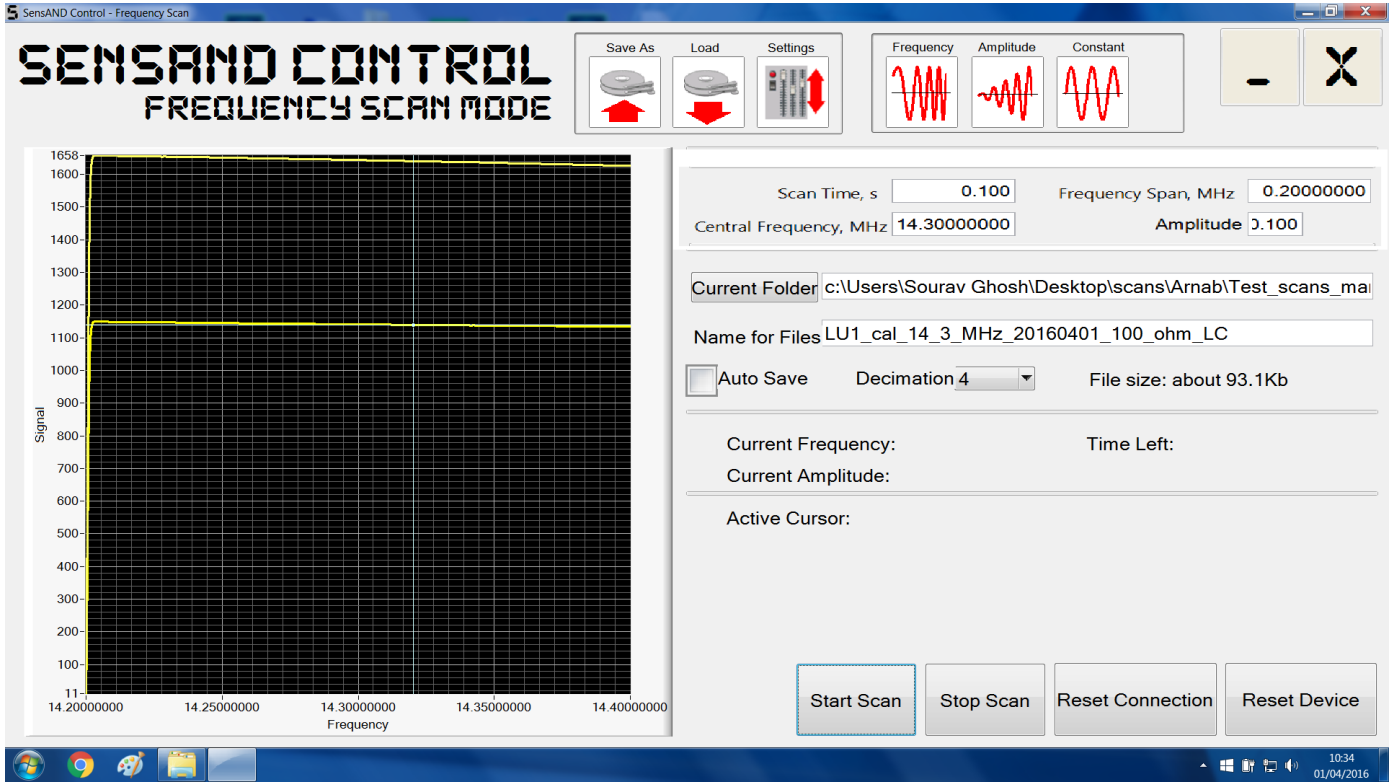 SensAND Control - Frequency Scan
SENSAND CONTROL
FREQUENCY SCAN MODE
Save As Load Settings
Frequency Amplitude Constant
Scan Time, s 0.100 Frequency Span, MHz 0.20000000
Central Frequency, MHz 14.30000000 Amplitude 0.100
Current Folder c:\Users\Sourav Ghosh\Desktop\scans\Arnab\Test_scans_ma
Name for Files LU1_cal_14_3_MHz_20160401_100_ohm_LC
Auto Save Decimation 4 File size: about 93.1Kb
Current Frequency: Time Left:
Current Amplitude:
Active Cursor:
Start Scan Stop Scan Reset Connection Reset Device
1658
1600
1500
1400
1300
1200
1100
1000
900
800
700
600
500
400
300
200
100
11
Signal
14.20000000 14.25000000 14.30000000 14.35000000 14.40000000
Frequency
10:34
01/04/2016